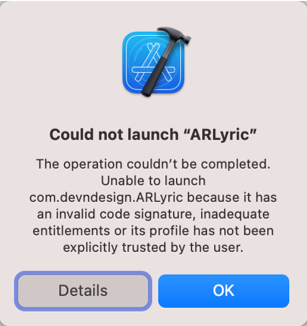 Could not launch “ARLyric”
The operation couldn’t be completed.
Unable to launch
com.devndesign.ARLyric because it has
an invalid code signature, inadequate
entitlements or its profile has not been
explicitly trusted by the user.
Details
OK